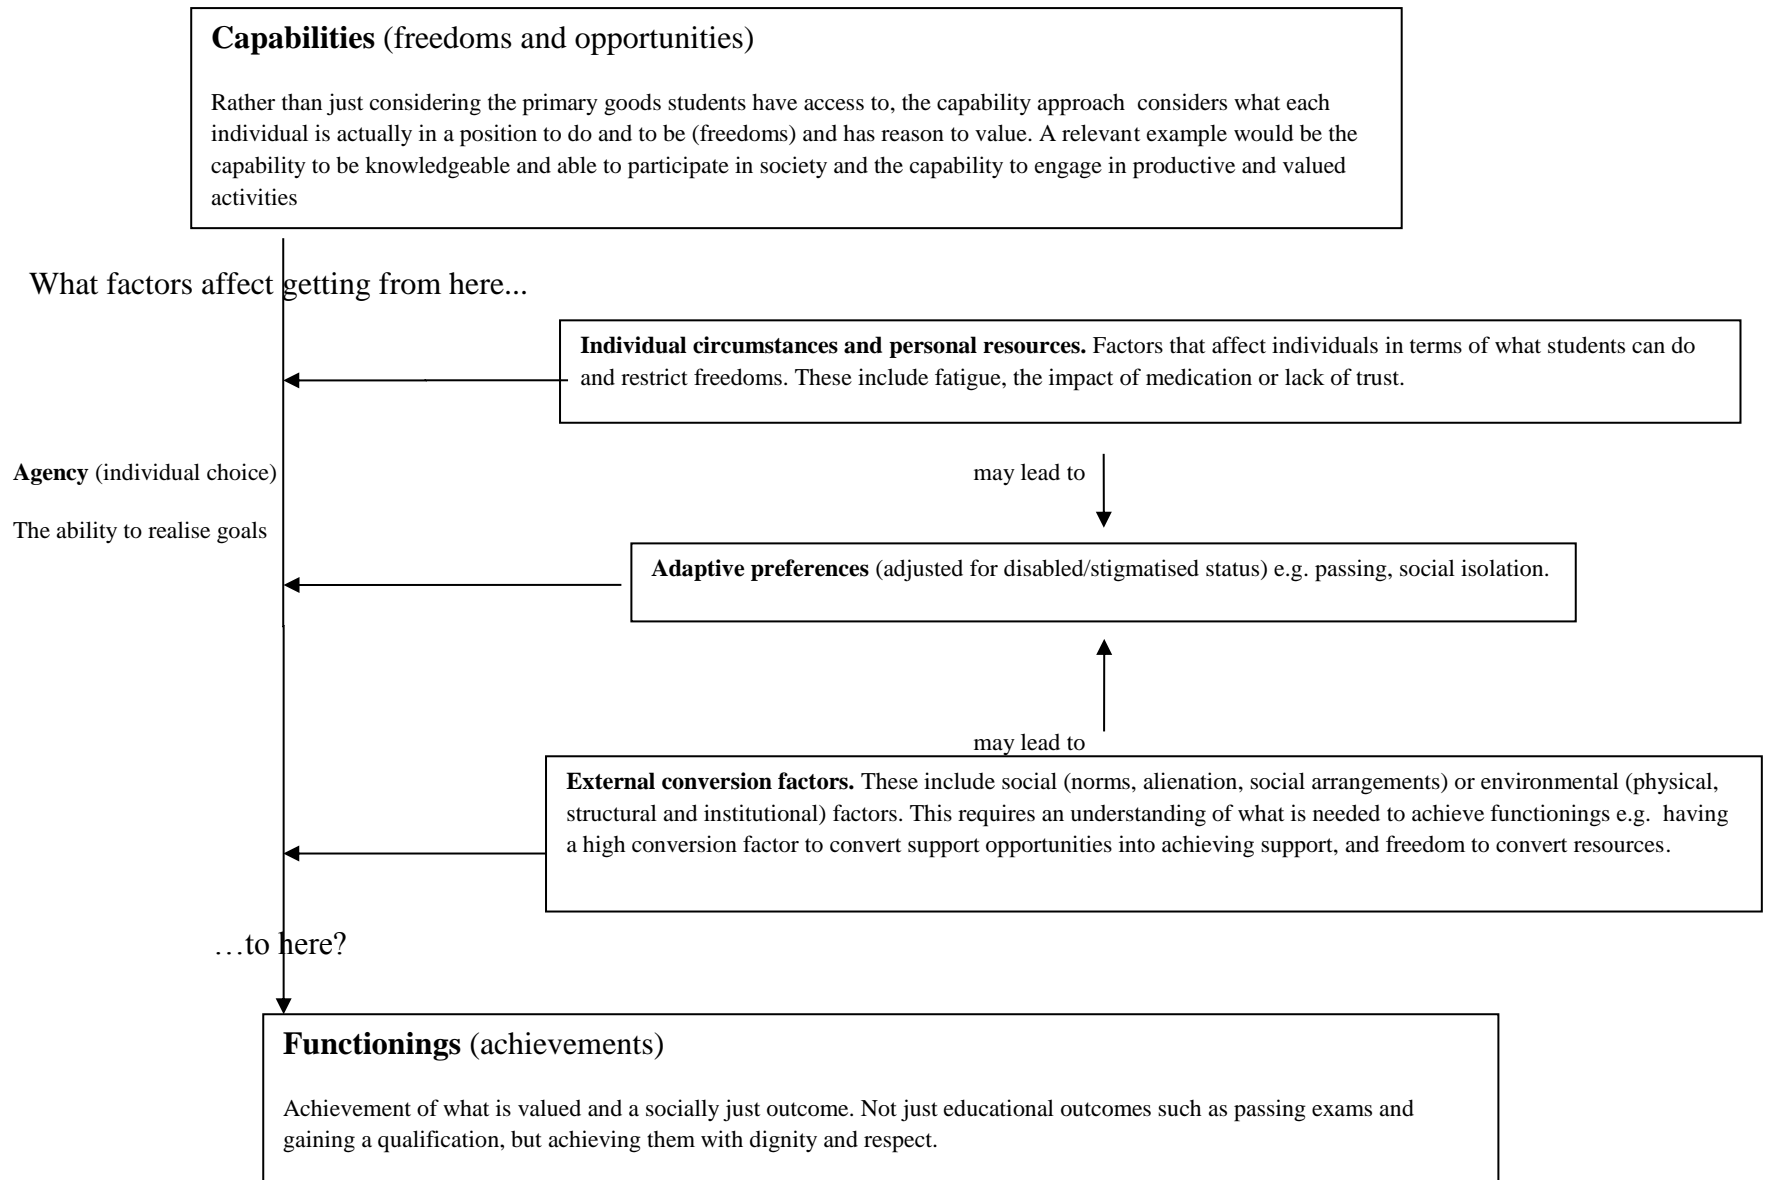 Capabilities (freedoms and opportunities)
Rather than just considering the primary goods students have access to, the capability approach  considers what each
individual is actually in a position to do and to be (freedoms) and has reason to value. A relevant example would be the
capability to be knowledgeable and able to participate in society and the capability to engage in productive and valued
activities
What factors affect getting from here...
Individual circumstances and personal resources. Factors that affect individuals in terms of what students can do
and restrict freedoms. These include fatigue, the impact of medication or lack of trust.
Agency (individual choice)
The ability to realise goals
may lead to
Adaptive preferences (adjusted for disabled/stigmatised status) e.g. passing, social isolation.
may lead to
External conversion factors. These include social (norms, alienation, social arrangements) or environmental (physical,
structural and institutional) factors. This requires an understanding of what is needed to achieve functionings e.g.  having
a high conversion factor to convert support opportunities into achieving support, and freedom to convert resources.
…to here?
Functionings (achievements)
Achievement of what is valued and a socially just outcome. Not just educational outcomes such as passing exams and
gaining a qualification, but achieving them with dignity and respect.